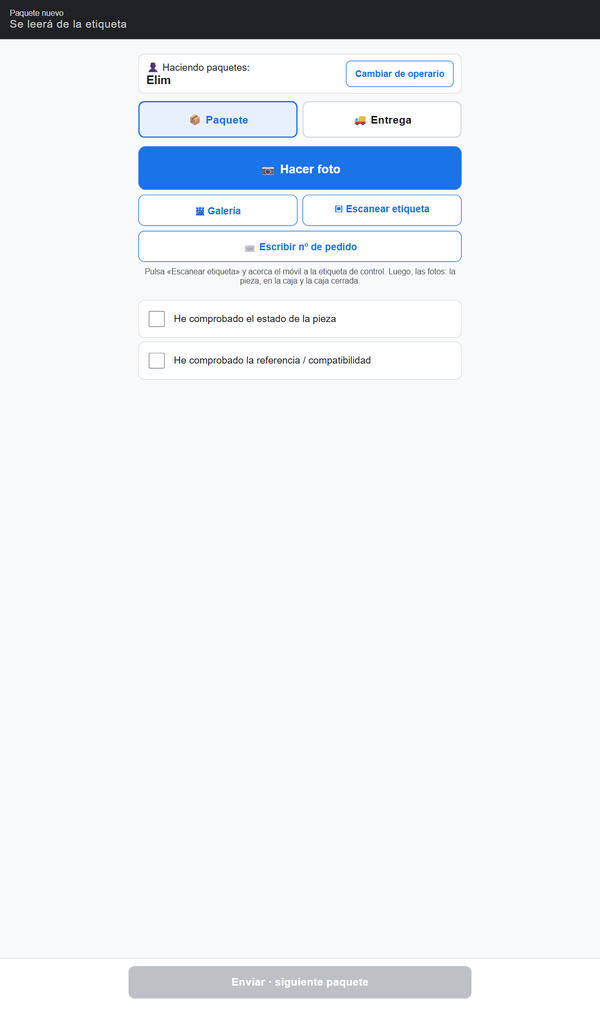 Paquete nuevo
Se leerá de la etiqueta
Haciendo paquetes:
Elim
Cambiar de operario
Paquete
Entrega
Hacer foto
Galería
Escanear etiqueta
Escribir nº de pedido
Pulsa «Escanear etiqueta» y acerca el móvil a la etiqueta de control. Luego, las fotos: la
pieza, en la caja y la caja cerrada.
He comprobado el estado de la pieza
He comprobado la referencia / compatibilidad
Enviar · siguiente paquete